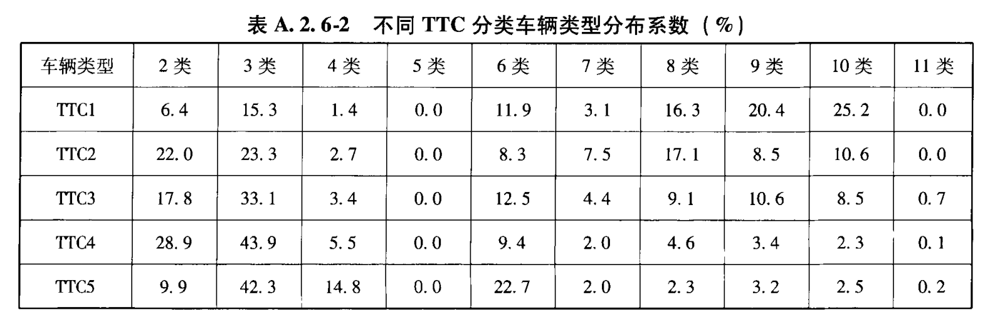 表 A.2.6-2 不同 TTC 分类车辆类型分布系数（%）
车辆类型 2类 3类 4类 5类 6类 7类 8类 9类 10类 11类
TTC1 6.4 15.3 1.4 0.0 11.9 3.1 16.3 20.4 25.2 0.0
TTC2 22.0 23.3 2.7 0.0 8.3 7.5 17.1 8.5 10.6 0.0
TTC3 17.8 33.1 3.4 0.0 12.5 4.4 9.1 10.6 8.5 0.7
TTC4 28.9 43.9 5.5 0.0 9.4 2.0 4.6 3.4 2.3 0.1
TTC5 9.9 42.3 14.8 0.0 22.7 2.0 2.3 3.2 2.5 0.2